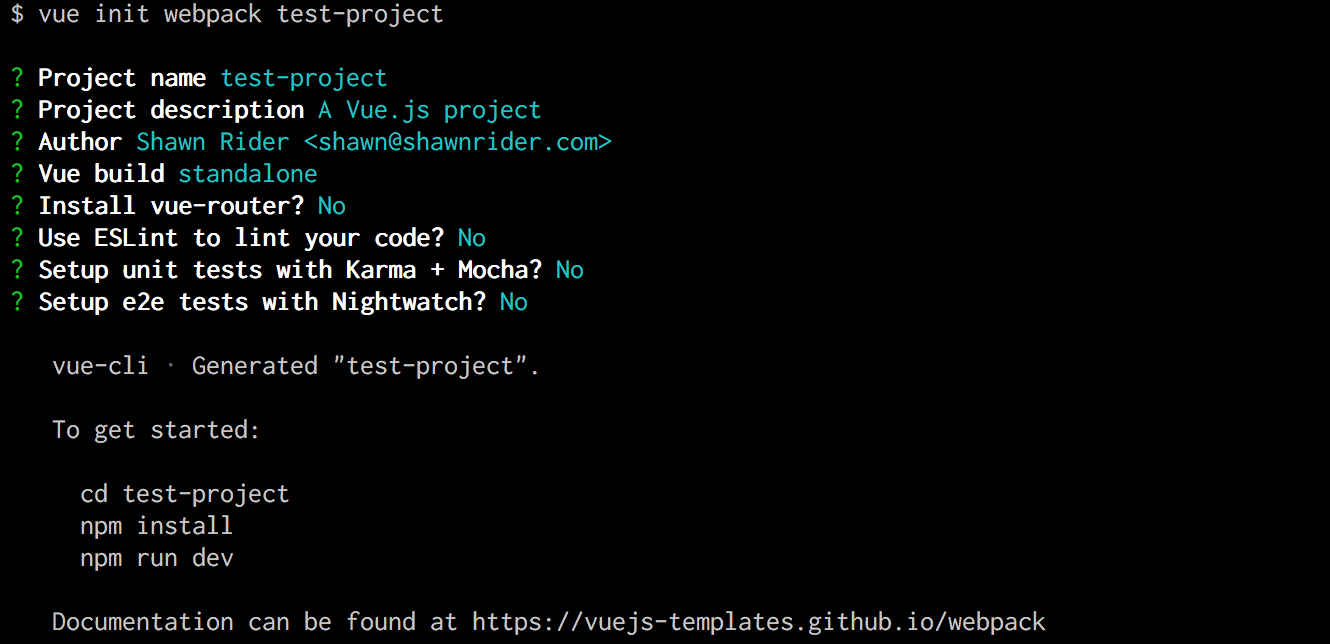 $ vue init webpack test-project
? Project name test-project
? Project description A Vue.js project
? Author Shawn Rider <shawn@shawnrider.com>
? Vue build standalone
? Install vue-router? No
? Use ESLint to lint your code? No
? Setup unit tests with Karma + Mocha? No
? Setup e2e tests with Nightwatch? No
vue-cli · Generated "test-project".
To get started:
cd test-project
npm install
npm run dev
Documentation can be found at https://vuejs-templates.github.io/webpack